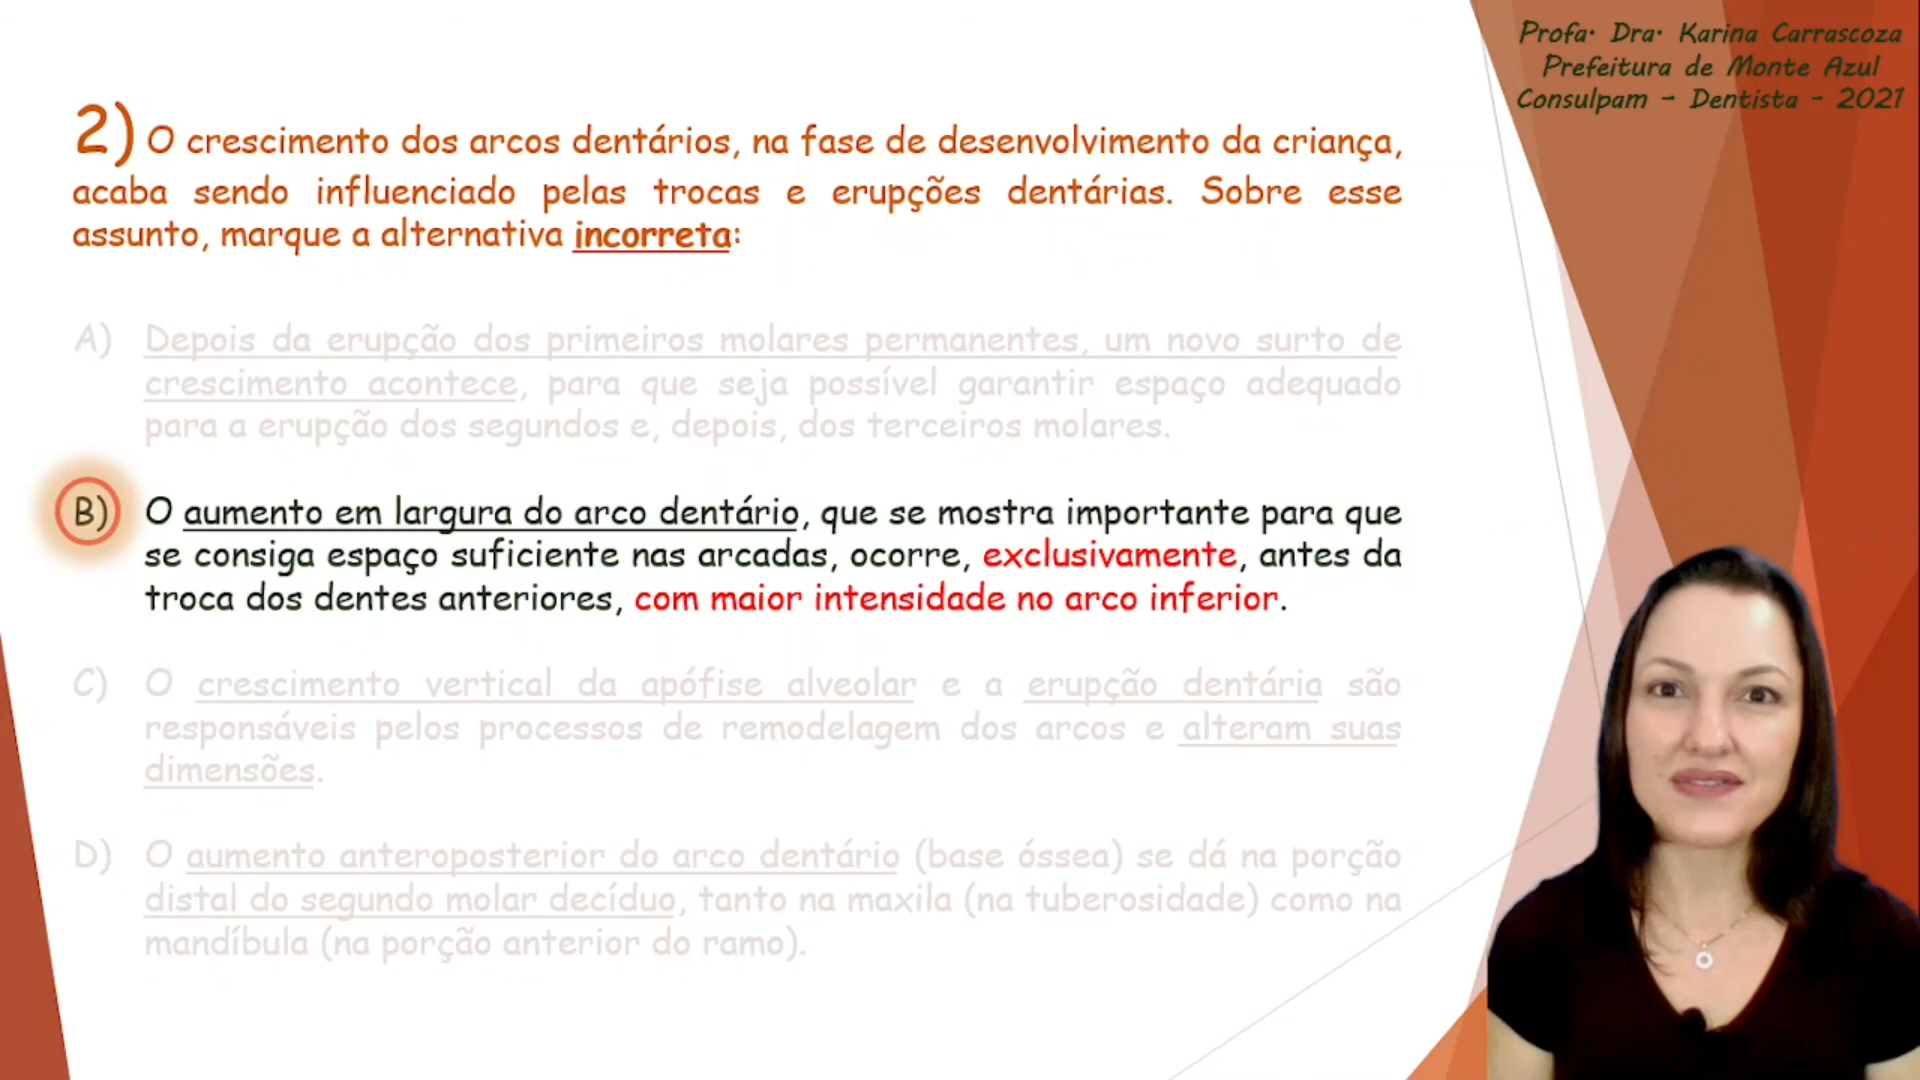 Profa. Dra. Karina Carrascoza
Prefeitura de Monte Azul
Consulpam - Dentista - 2021
2) O crescimento dos arcos dentários, na fase de desenvolvimento da criança,
acaba sendo influenciado pelas trocas e erupções dentárias. Sobre esse
assunto, marque a alternativa incorreta:
A) Depois da erupção dos primeiros molares permanentes, um novo surto de
crescimento acontece, para que seja possível garantir espaço adequado
para a erupção dos segundos e, depois, dos terceiros molares.
B) O aumento em largura do arco dentário, que se mostra importante para que
se consiga espaço suficiente nas arcadas, ocorre, exclusivamente, antes da
troca dos dentes anteriores, com maior intensidade no arco inferior.
C) O crescimento vertical da apófise alveolar e a erupção dentária são
responsáveis pelos processos de remodelagem dos arcos e alteram suas
dimensões.
D) O aumento anteroposterior do arco dentário (base óssea) se dá na porção
distal do segundo molar decíduo, tanto na maxila (na tuberosidade) como na
mandíbula (na porção anterior do ramo).